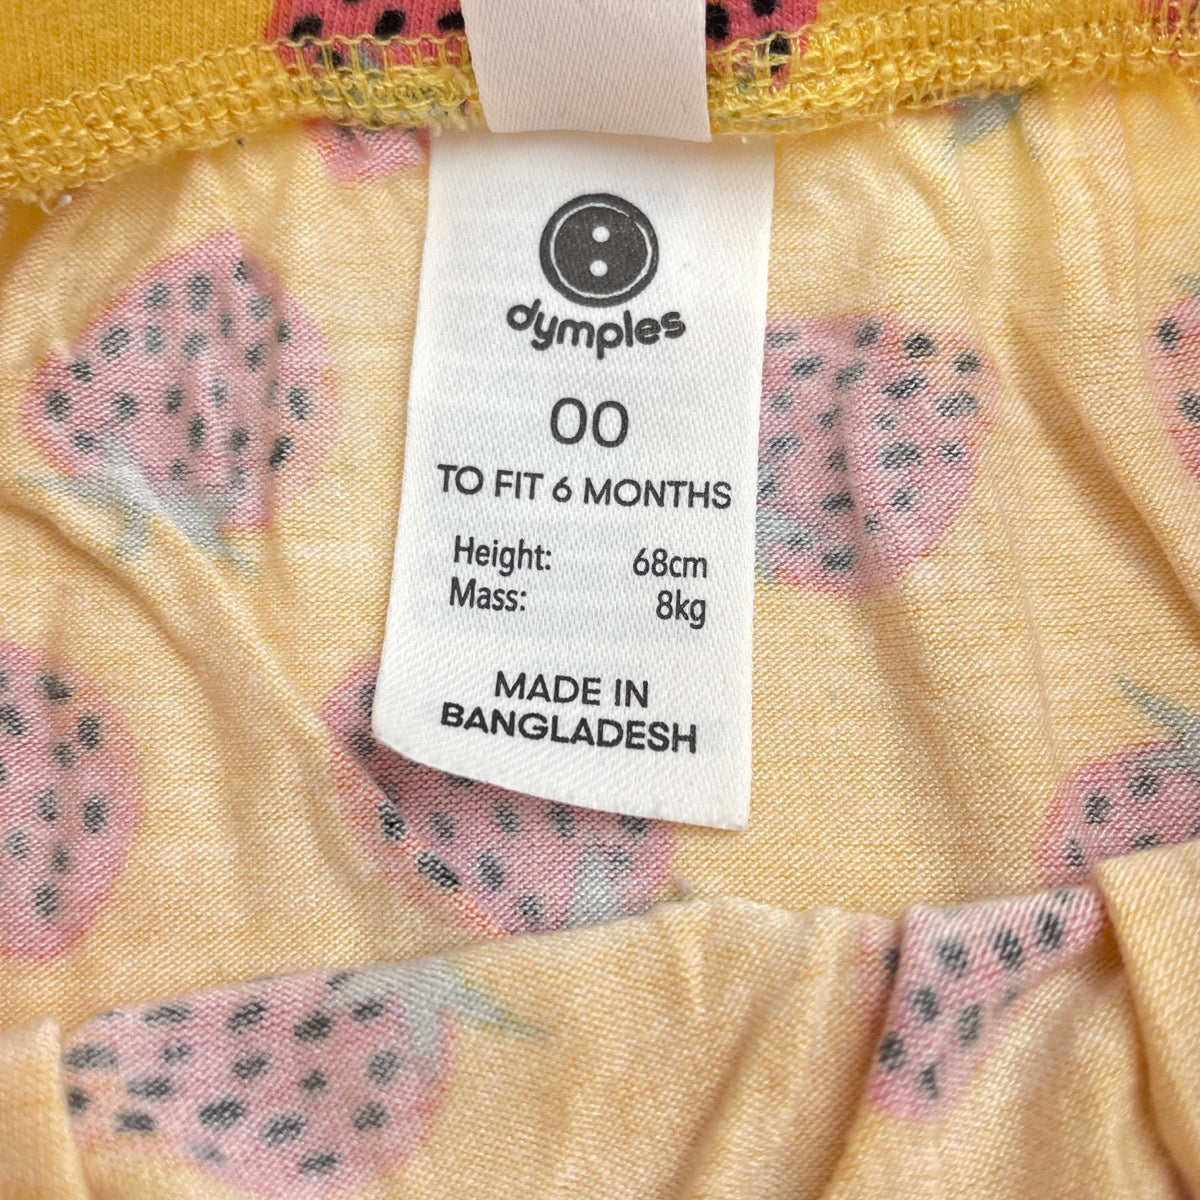 dymples
00
TO FIT 6 MONTHS
Height: 68cm
Mass: 8kg
MADE IN
BANGLADESH